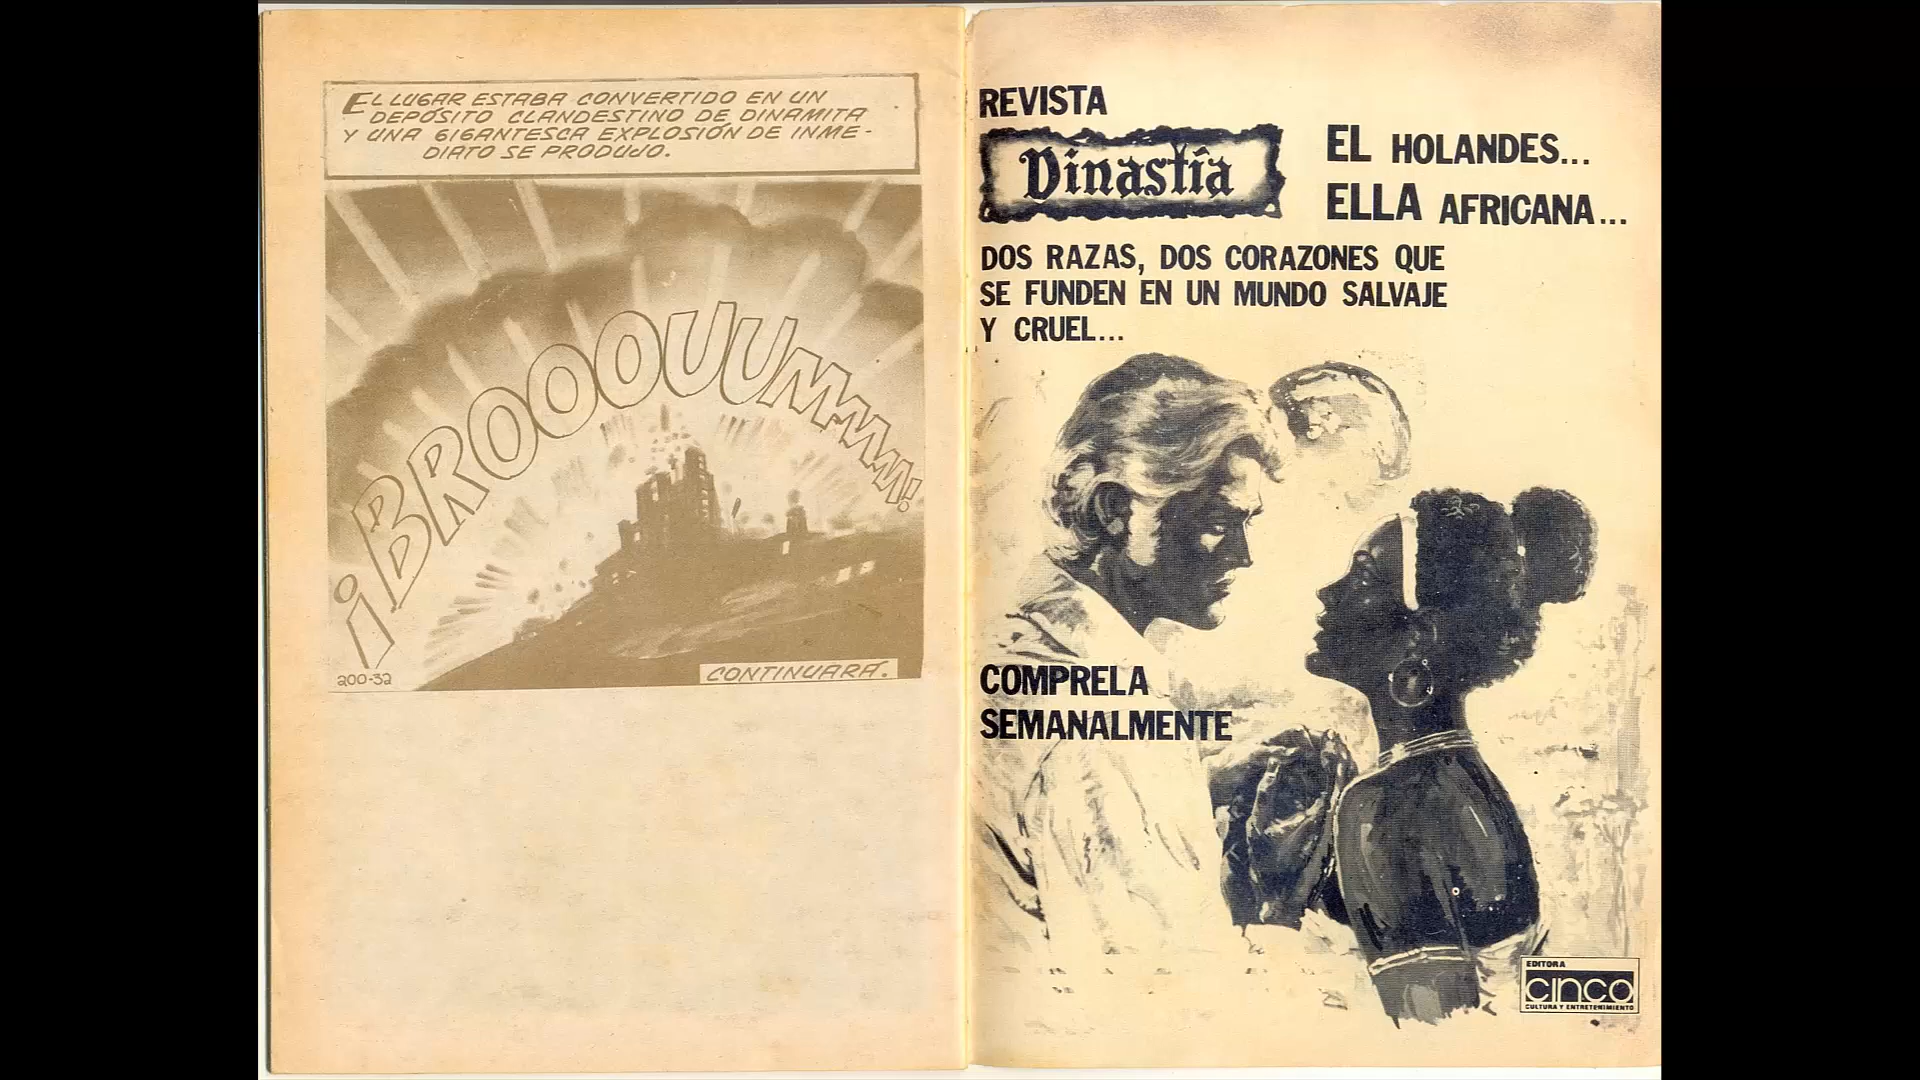 EL LUGAR ESTABA CONVERTIDO EN UN
DEPÓSITO CLANDESTINO DE DINAMITA
Y UNA GIGANTESCA EXPLOSIÓN DE INME-
DIATO SE PRODUJO.
¡BROOOUUMMMMM!
200-32
CONTINUARÁ.
REVISTA
Dinastía
EL HOLANDES...
ELLA AFRICANA...
DOS RAZAS, DOS CORAZONES QUE
SE FUNDEN EN UN MUNDO SALVAJE
Y CRUEL...
COMPRELA
SEMANALMENTE
EDITORA
cinco
CULTURA Y ENTRETENIMIENTO